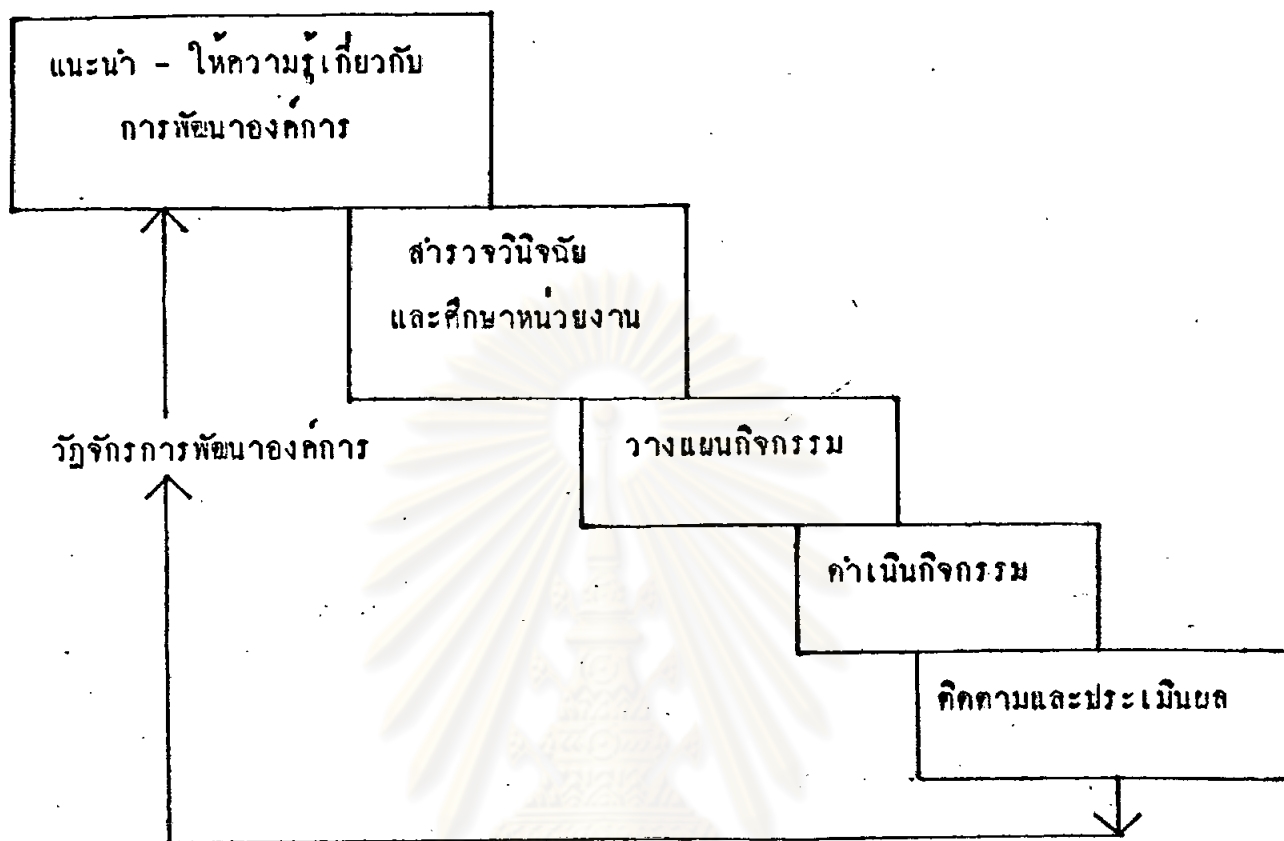 แนะนำ - ให้ความรู้เกี่ยวกับ
การพัฒนาองค์การ
สำรวจวินิจฉัย
และศึกษาหน่วยงาน
วัฏจักรการพัฒนาองค์การ
วางแผนกิจกรรม
ดำเนินกิจกรรม
ติดตามและประเมินผล